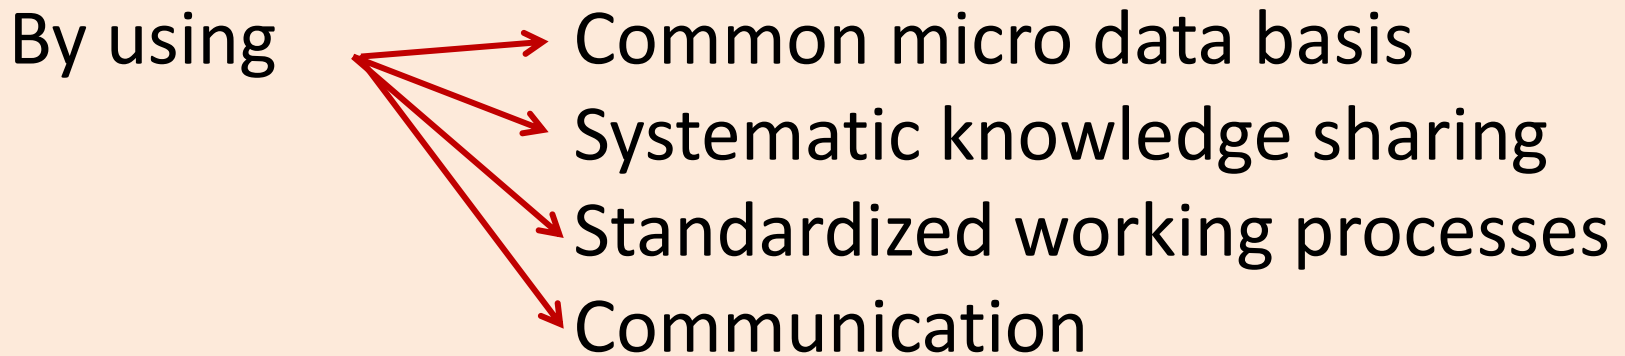 By using Common micro data basis
Systematic knowledge sharing
Standardized working processes
Communication